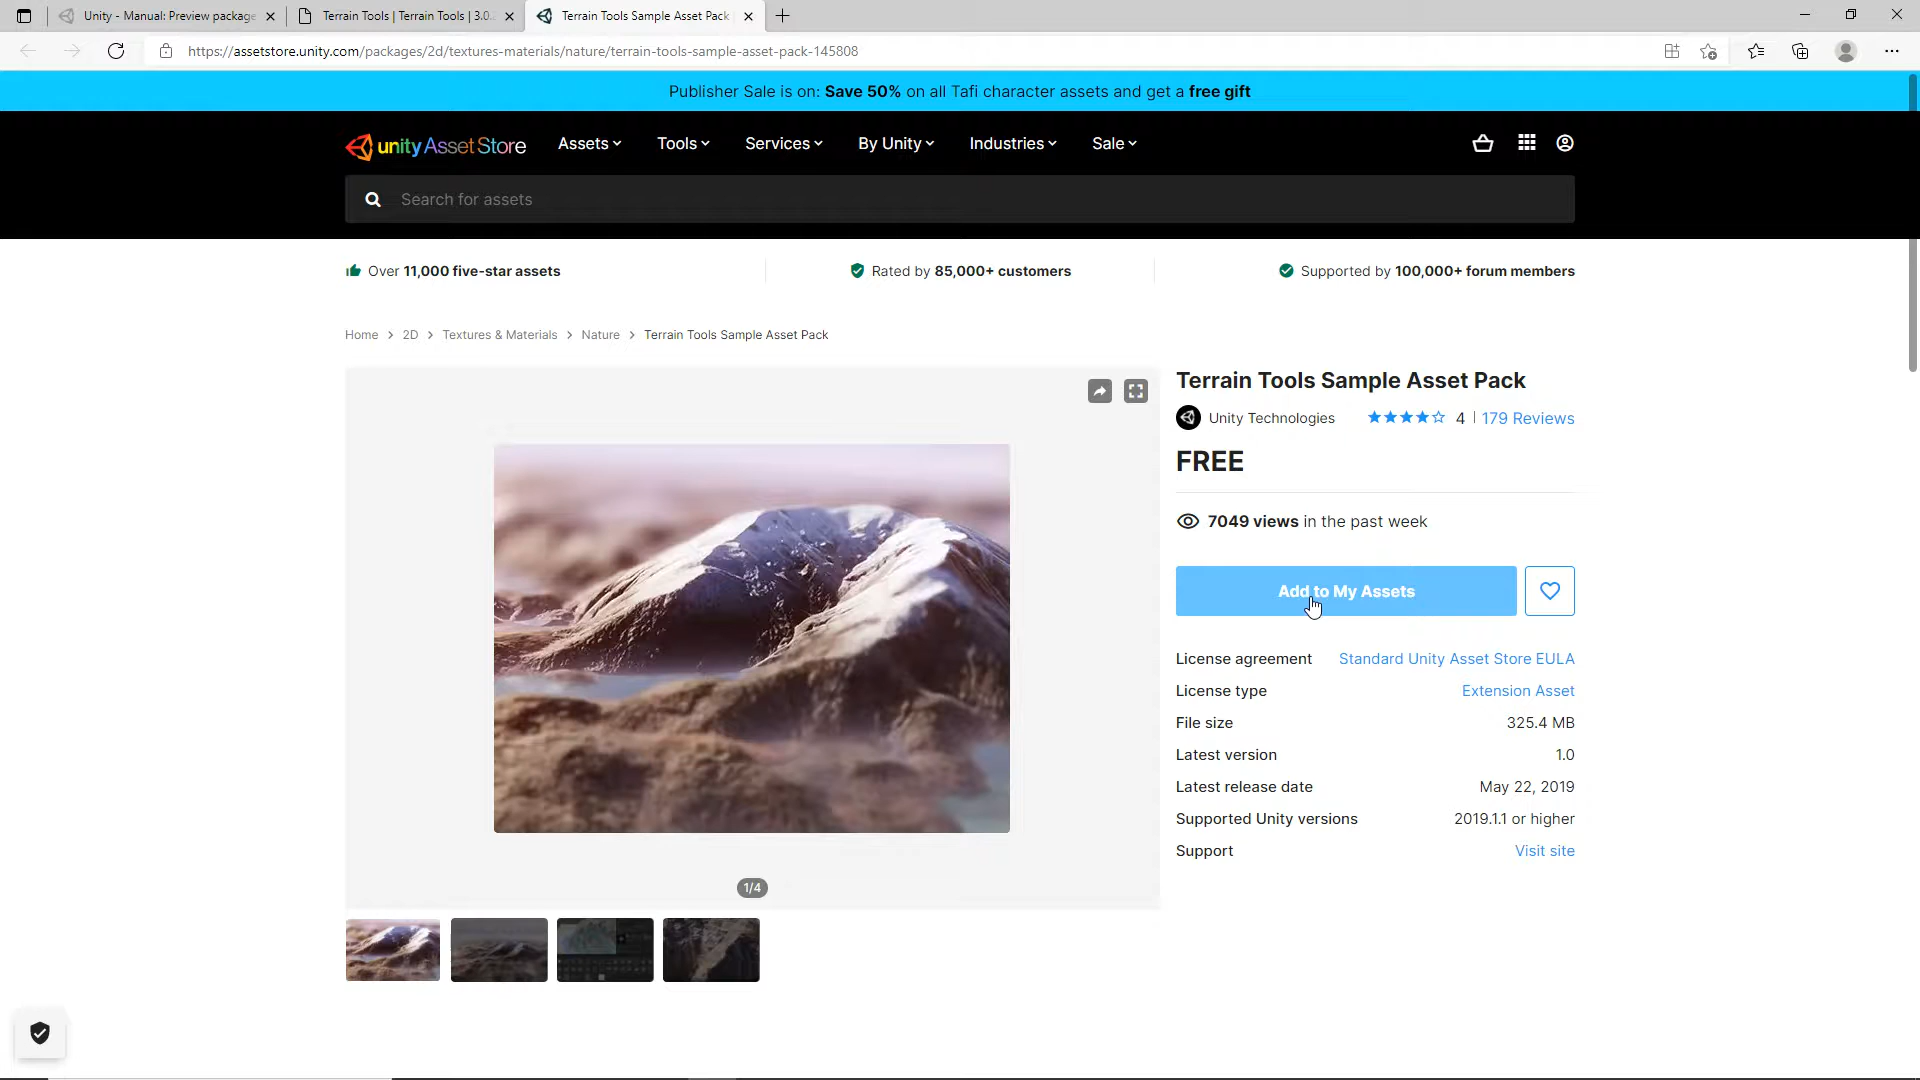 Unity - Manual: Preview package
Terrain Tools | Terrain Tools | 3.0.
Terrain Tools Sample Asset Pack
https://assetstore.unity.com/packages/2d/textures-materials/nature/terrain-tools-sample-asset-pack-145808
Publisher Sale is on: Save 50% on all Tafi character assets and get a free gift
unity Asset Store Assets Tools Services By Unity Industries Sale
Search for assets
Over 11,000 five-star assets Rated by 85,000+ customers Supported by 100,000+ forum members
Home > 2D > Textures & Materials > Nature > Terrain Tools Sample Asset Pack
Terrain Tools Sample Asset Pack
Unity Technologies 4 | 179 Reviews
FREE
7049 views in the past week
Add to My Assets
License agreement Standard Unity Asset Store EULA
License type Extension Asset
File size 325.4 MB
Latest version 1.0
Latest release date May 22, 2019
Supported Unity versions 2019.1.1 or higher
Support Visit site
1/4